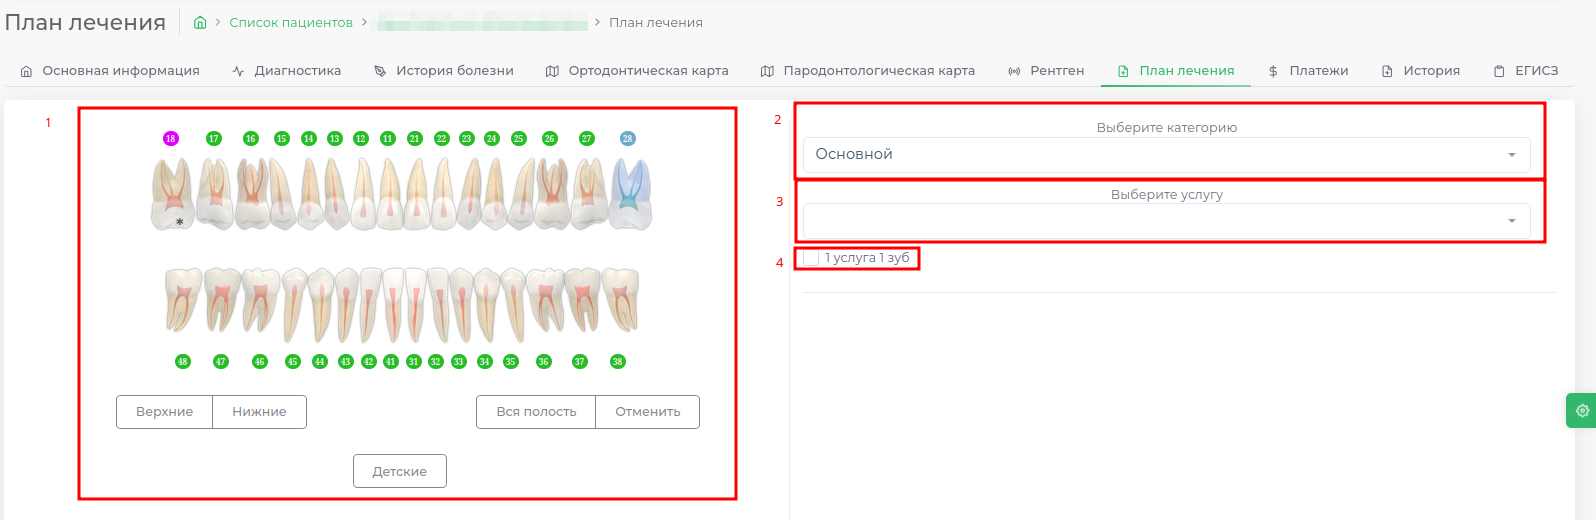 План лечения
Список пациентов
План лечения
Основная информация
Диагностика
История болезни
Ортодонтическая карта
Пародонтологическая карта
Рентген
План лечения
Платежи
История
ЕГИСЗ
1
18 17 16 15 14 13 12 11 21 22 23 24 25 26 27 28
*
48 47 46 45 44 43 42 41 31 32 33 34 35 36 37 38
Верхние
Нижние
Вся полость
Отменить
Детские
2
Выберите категорию
Основной
3
Выберите услугу
4
1 услуга 1 зуб